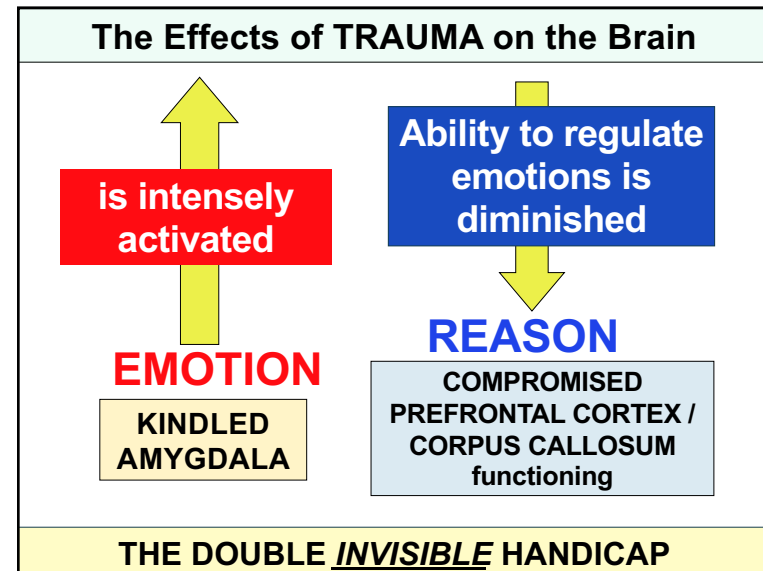 The Effects of TRAUMA on the Brain
is intensely
activated
EMOTION
KINDLED
AMYGDALA
Ability to regulate
emotions is
diminished
REASON
COMPROMISED
PREFRONTAL CORTEX /
CORPUS CALLOSUM
functioning
THE DOUBLE INVISIBLE HANDICAP